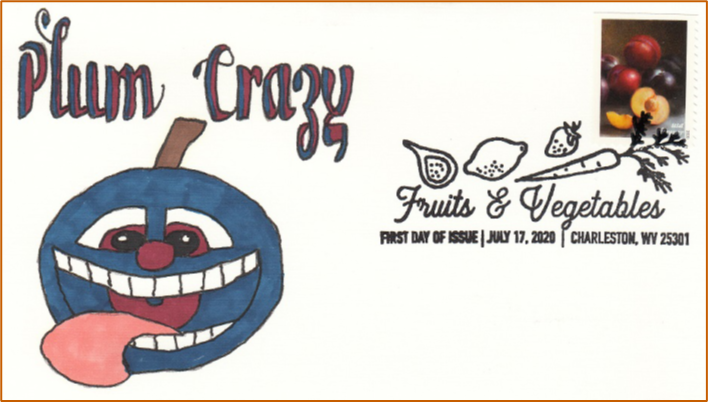 Plum Crazy
Fruits & Vegetables
FIRST DAY OF ISSUE | JULY 17, 2020 | CHARLESTON, WV 25301